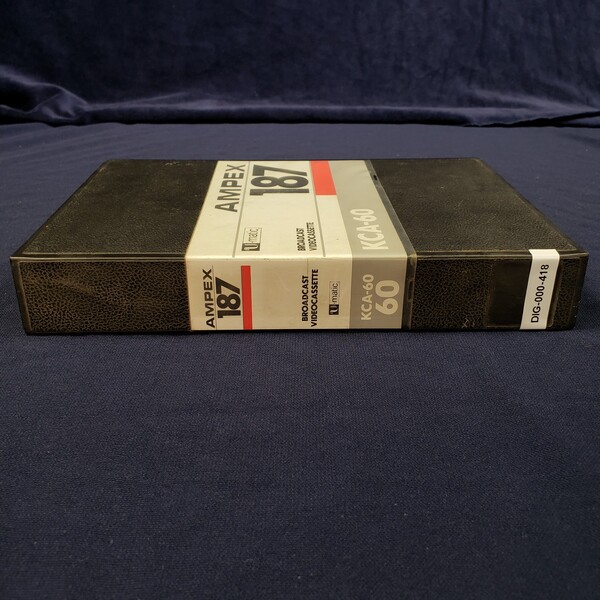 AMPEX
187
u-matic
BROADCAST
VIDEOCASSETTE
KCA-60
AMPEX
187
BROADCAST
VIDEOCASSETTE
u-matic
KCA-60
60
DIG-000-418